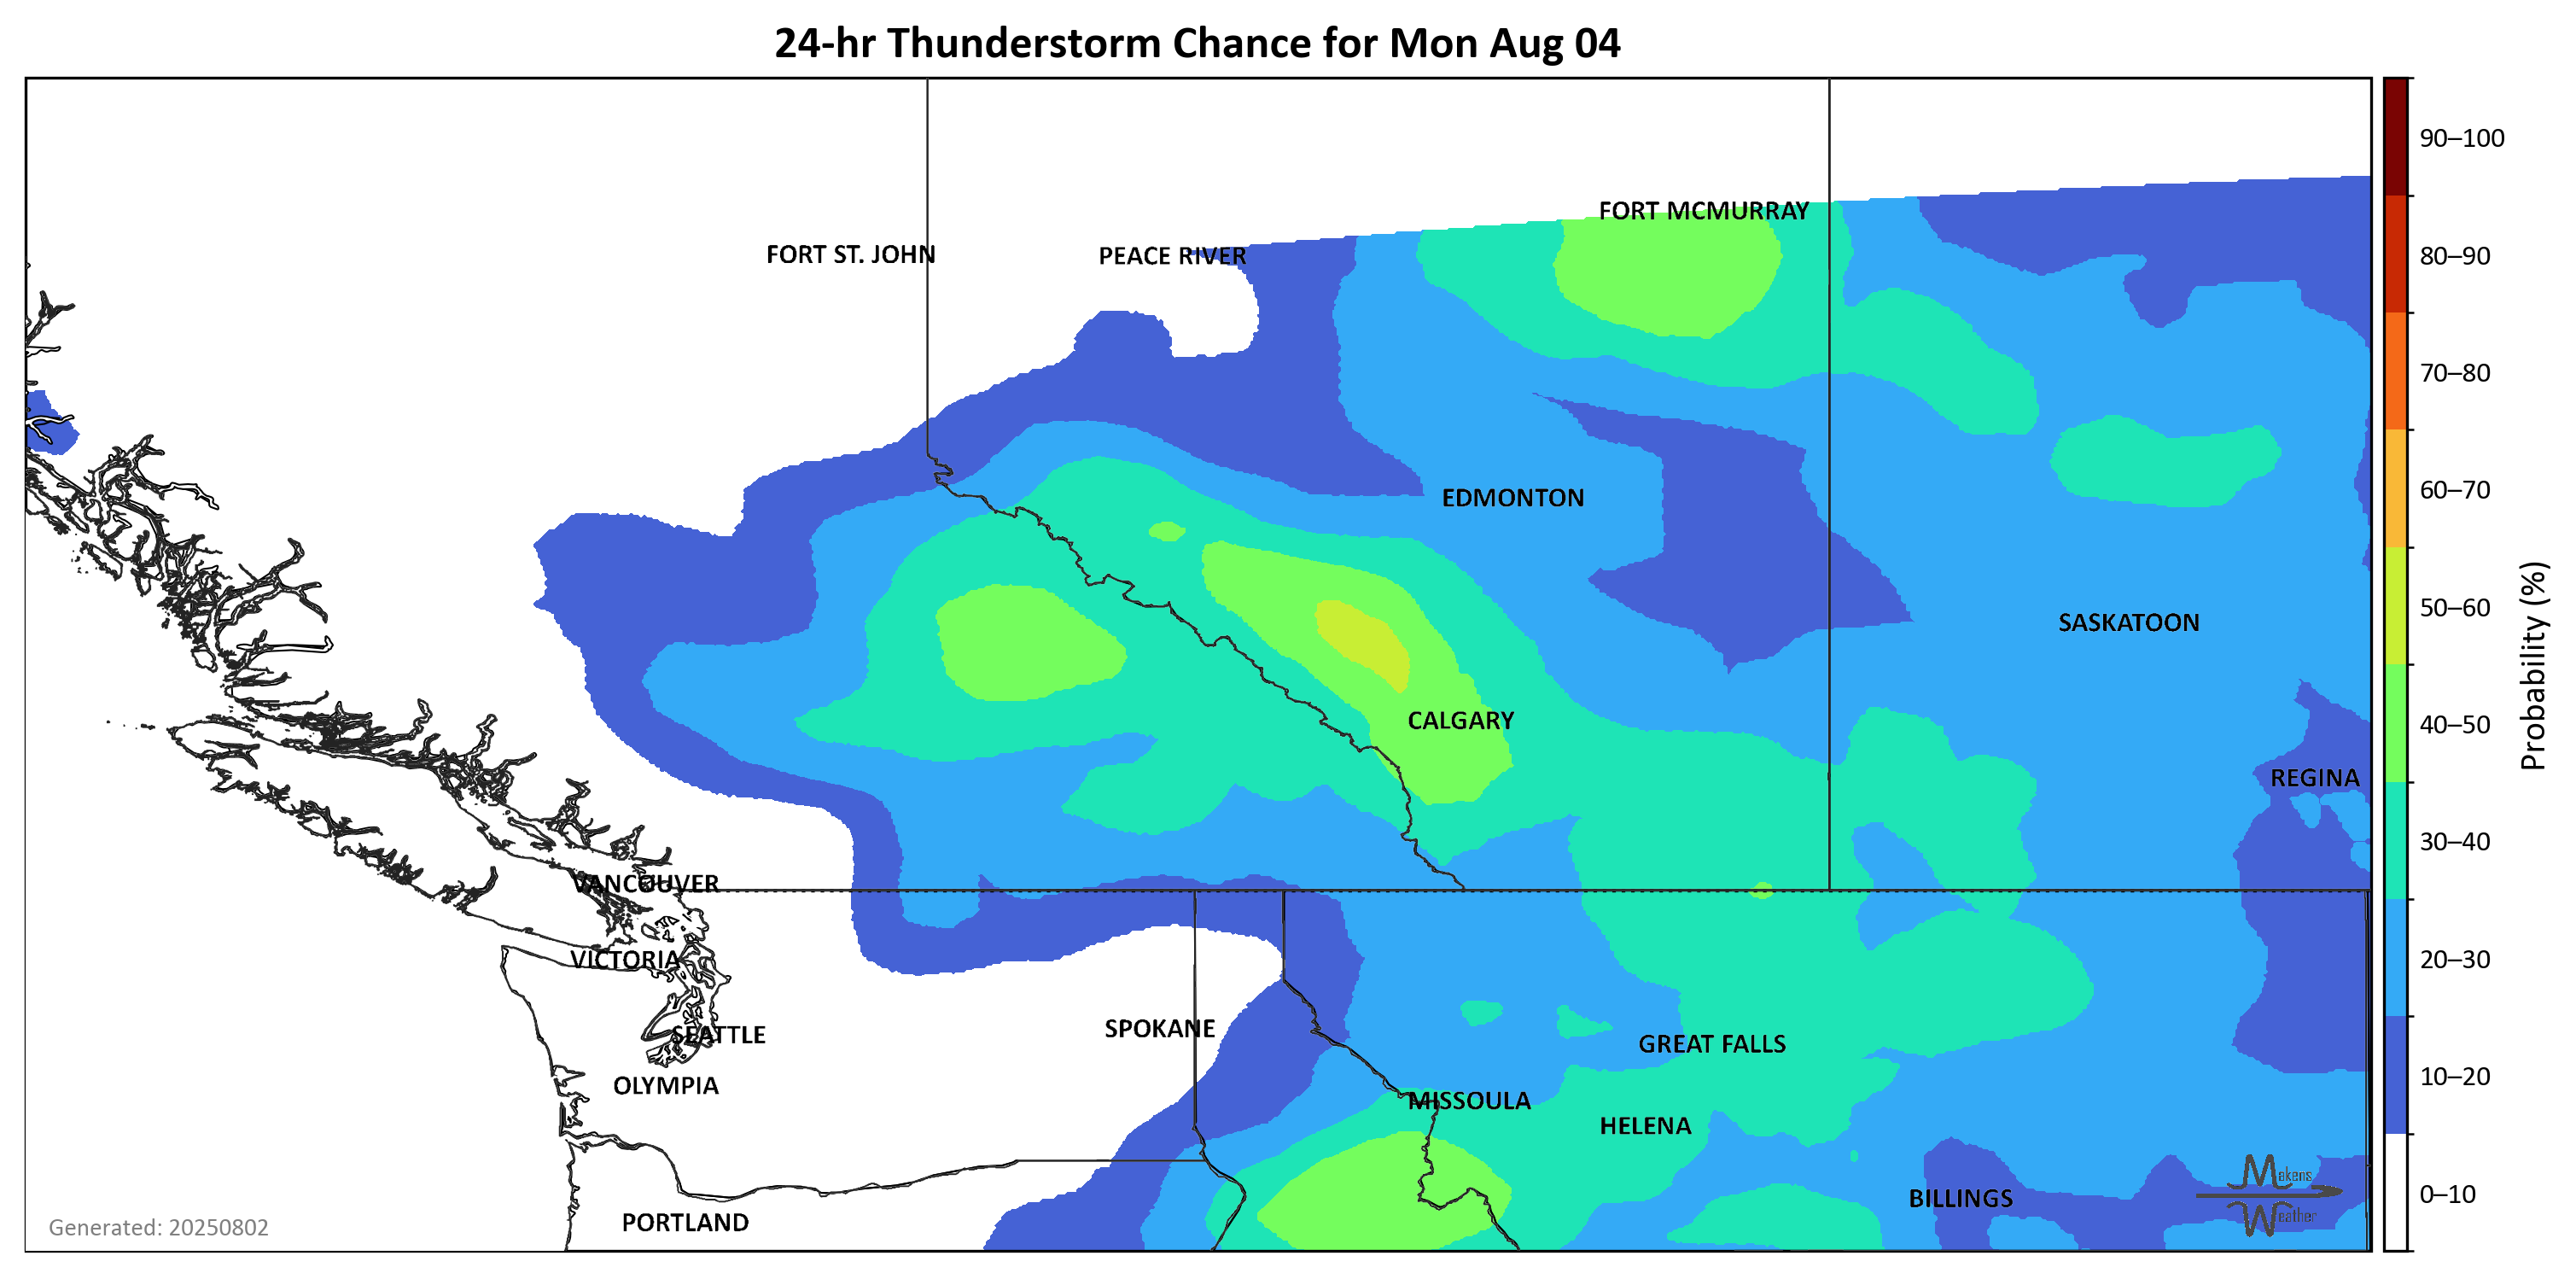 24-hr Thunderstorm Chance for Mon Aug 04
90–100
FORT MCMURRAY
FORT ST. JOHN
PEACE RIVER
80–90
70–80
60–70
EDMONTON
50–60
SASKATOON
CALGARY
40–50
Probability (%)
REGINA
30–40
VANCOUVER
VICTORIA
20–30
SPOKANE
SEATTLE
GREAT FALLS
OLYMPIA
MISSOULA
10–20
HELENA
Makens
Weather
BILLINGS
0–10
PORTLAND
Generated: 20250802